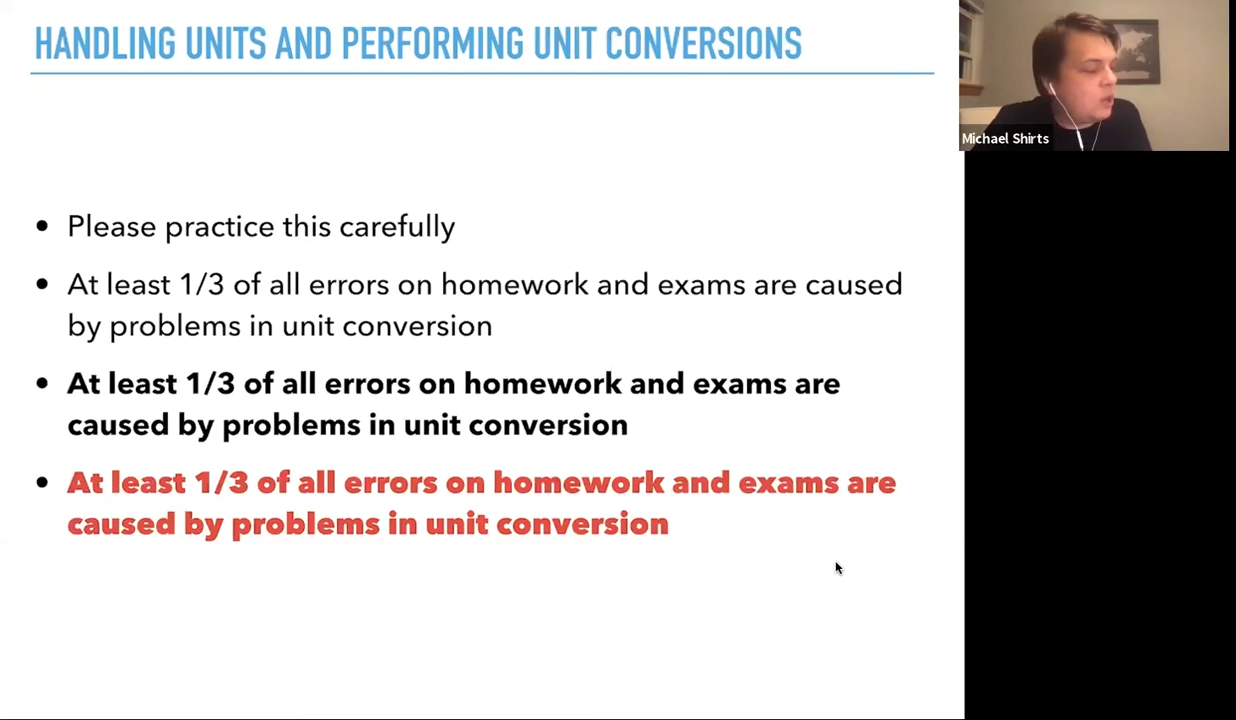 HANDLING UNITS AND PERFORMING UNIT CONVERSIONS
Michael Shirts
• Please practice this carefully
• At least 1/3 of all errors on homework and exams are caused
by problems in unit conversion
• At least 1/3 of all errors on homework and exams are
caused by problems in unit conversion
• At least 1/3 of all errors on homework and exams are
caused by problems in unit conversion